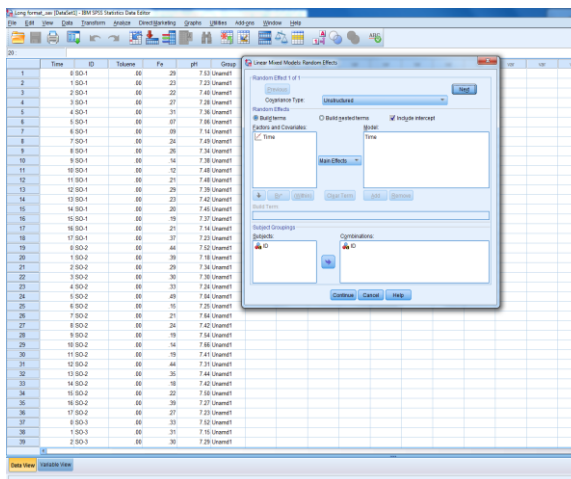 Long format_uwr [DataSet1] - IBM SPSS Statistics Data Editor
File Edit View Data Transform Analyze Direct Marketing Graphs Utilities Add-ons Window Help
20 :
Time ID Toluene Fe pH Group var var
1 0 SO-1 .00 .29 7.53 Unamd1
2 1 SO-1 .00 .23 7.23 Unamd1
3 2 SO-1 .00 .22 7.40 Unamd1
4 3 SO-1 .00 .27 7.28 Unamd1
5 4 SO-1 .00 .31 7.36 Unamd1
6 5 SO-1 .00 .07 7.06 Unamd1
7 6 SO-1 .00 .09 7.14 Unamd1
8 7 SO-1 .00 .24 7.49 Unamd1
9 8 SO-1 .00 .26 7.34 Unamd1
10 9 SO-1 .00 .14 7.38 Unamd1
11 10 SO-1 .00 .12 7.48 Unamd1
12 11 SO-1 .00 .21 7.48 Unamd1
13 12 SO-1 .00 .29 7.39 Unamd1
14 13 SO-1 .00 .23 7.42 Unamd1
15 14 SO-1 .00 .20 7.45 Unamd1
16 15 SO-1 .00 .19 7.37 Unamd1
17 16 SO-1 .00 .21 7.14 Unamd1
18 17 SO-1 .00 .37 7.23 Unamd1
19 0 SO-2 .00 .44 7.52 Unamd1
20 1 SO-2 .00 .39 7.18 Unamd1
21 2 SO-2 .00 .29 7.34 Unamd1
22 3 SO-2 .00 .30 7.30 Unamd1
23 4 SO-2 .00 .33 7.24 Unamd1
24 5 SO-2 .00 .49 7.04 Unamd1
25 6 SO-2 .00 .15 7.25 Unamd1
26 7 SO-2 .00 .21 7.64 Unamd1
27 8 SO-2 .00 .24 7.42 Unamd1
28 9 SO-2 .00 .19 7.54 Unamd1
29 10 SO-2 .00 .14 7.66 Unamd1
30 11 SO-2 .00 .19 7.41 Unamd1
31 12 SO-2 .00 .44 7.31 Unamd1
32 13 SO-2 .00 .35 7.44 Unamd1
33 14 SO-2 .00 .18 7.42 Unamd1
34 15 SO-2 .00 .22 7.50 Unamd1
35 16 SO-2 .00 .39 7.27 Unamd1
36 17 SO-2 .00 .27 7.23 Unamd1
37 0 SO-3 .00 .33 7.52 Unamd1
38 1 SO-3 .00 .31 7.15 Unamd1
39 2 SO-3 .00 .30 7.29 Unamd1
Data View Variable View
Linear Mixed Models: Random Effects
Random Effect 1 of 1
Previous Next
Covariance Type: Unstructured
Random Effects
Build terms Build nested terms Include intercept
Factors and Covariates: Model:
Time Time
Main Effects
By* (Within) Clear Term Add Remove
Build Term:
Subject Groupings
Subjects: Combinations:
ID ID
Continue Cancel Help